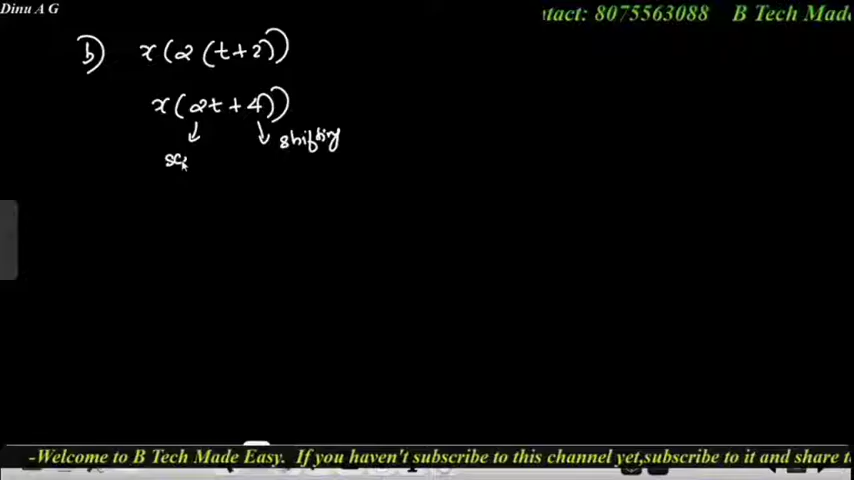 Dinu A G
:tact: 8075563088 B Tech Made
b) x(2(t+2))
x(2t+4))
shifting
sca
-Welcome to B Tech Made Easy. If you haven't subscribe to this channel yet,subscribe to it and share t